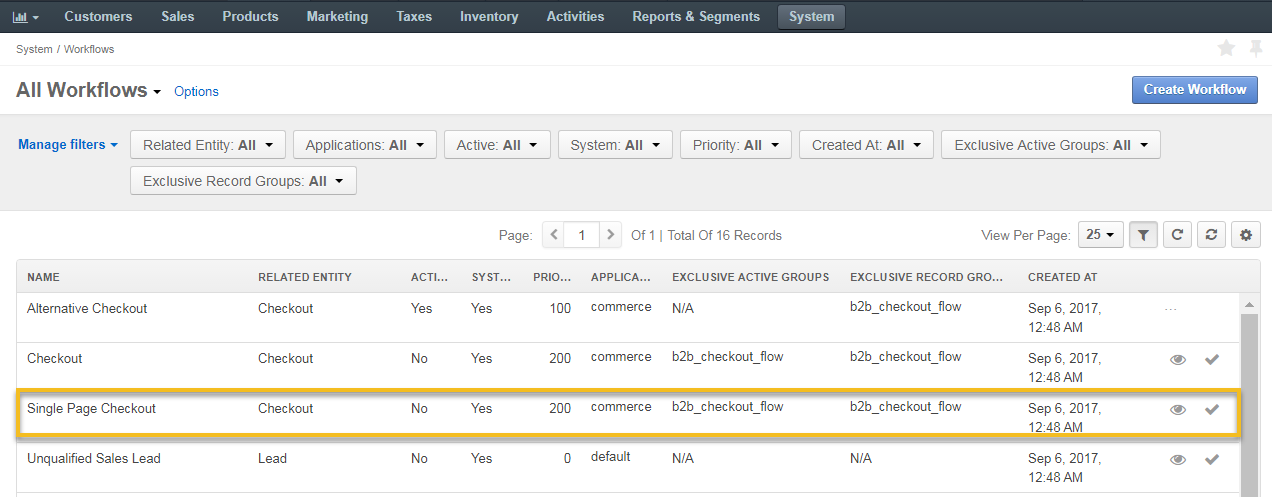 Customers Sales Products Marketing Taxes Inventory Activities Reports & Segments System
System / Workflows
All Workflows Options Create Workflow
Manage filters Related Entity: All Applications: All Active: All System: All Priority: All Created At: All Exclusive Active Groups: All
Exclusive Record Groups: All
Page: 1 Of 1 | Total Of 16 Records View Per Page: 25
NAME RELATED ENTITY ACTI... SYST... PRIO... APPLICA... EXCLUSIVE ACTIVE GROUPS EXCLUSIVE RECORD GRO... CREATED AT
Alternative Checkout Checkout Yes Yes 100 commerce N/A b2b_checkout_flow Sep 6, 2017, ...
12:48 AM
Checkout Checkout No Yes 200 commerce b2b_checkout_flow b2b_checkout_flow Sep 6, 2017,
12:48 AM
Single Page Checkout Checkout No Yes 200 commerce b2b_checkout_flow b2b_checkout_flow Sep 6, 2017,
12:48 AM
Unqualified Sales Lead Lead No Yes 0 default N/A N/A Sep 6, 2017,
12:48 AM